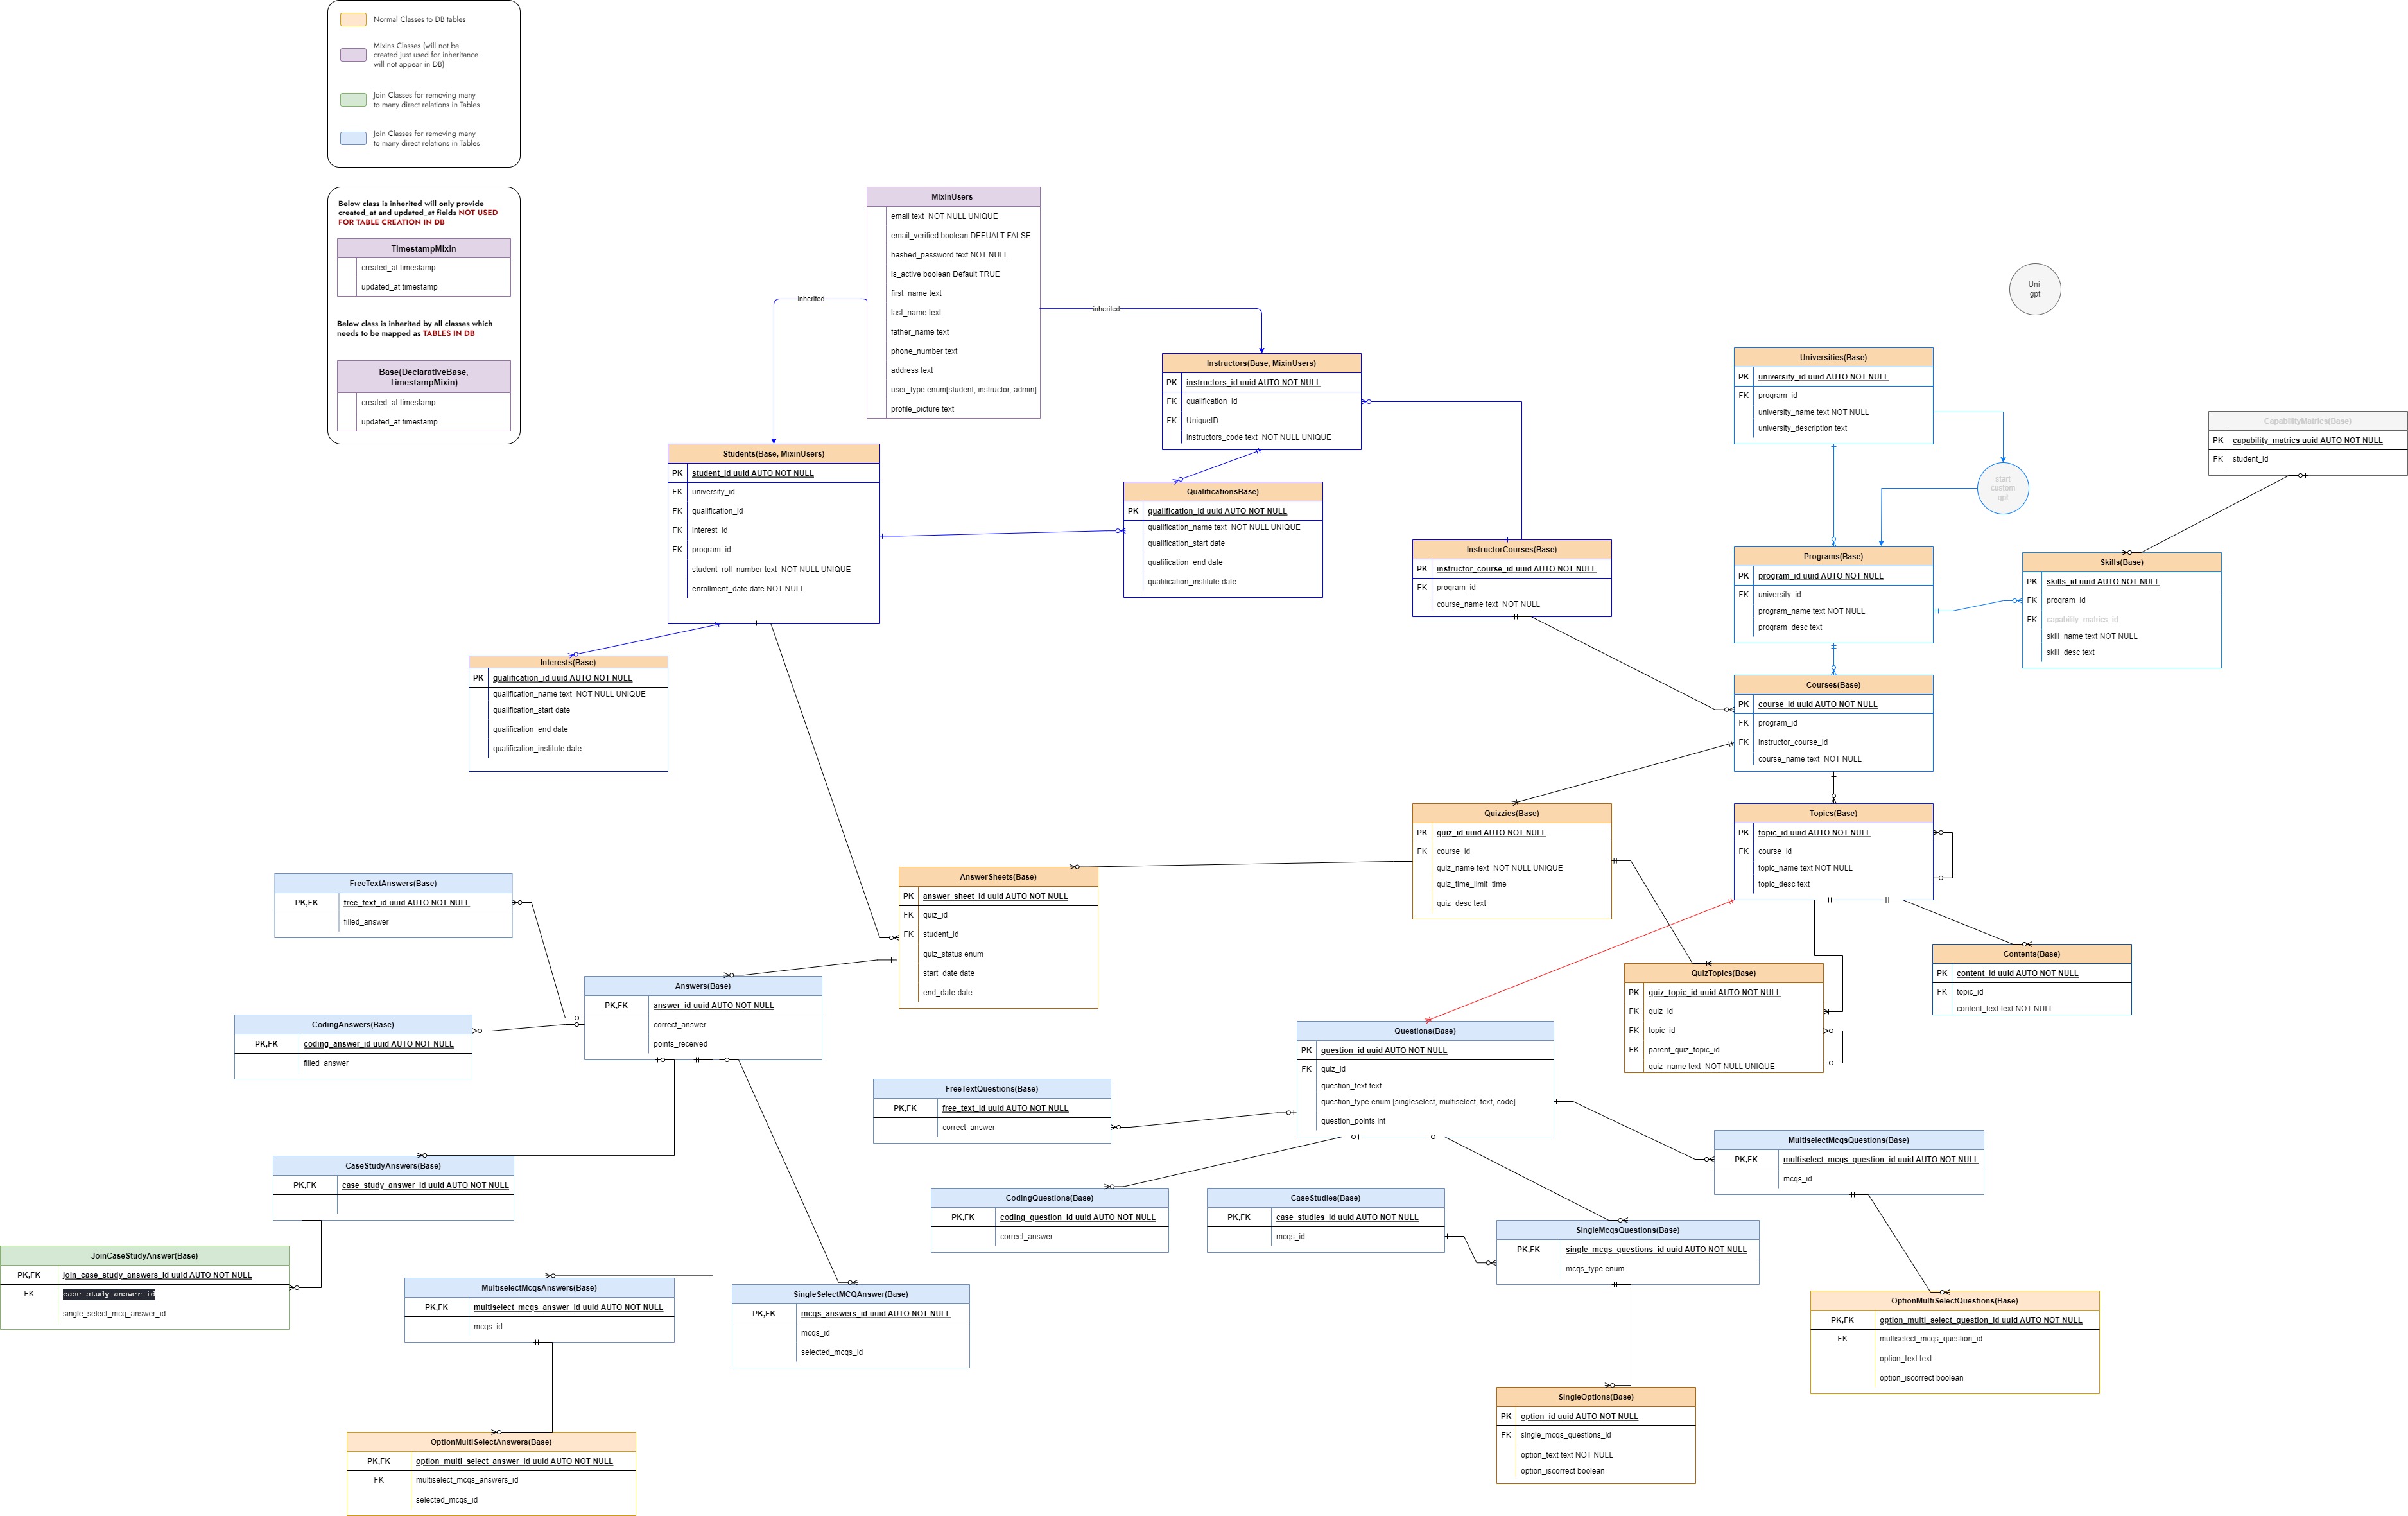 Normal Classes to DB tables
Mixins Classes (will not be
created just used for inheritance
will not appear in DB)
Join Classes for removing many
to many direct relations in Tables
Join Classes for removing many
to many direct relations in Tables
Below class is inherited will only provide
created_at and updated_at fields NOT USED
FOR TABLE CREATION IN DB
TimestampMixin
created_at timestamp
updated_at timestamp
Below class is inherited by all classes which
needs to be mapped as TABLES IN DB
Base(DeclarativeBase,
TimestampMixin)
created_at timestamp
updated_at timestamp
MixinUsers
email text  NOT NULL UNIQUE
email_verified boolean DEFUALT FALSE
hashed_password text NOT NULL
is_active boolean Default TRUE
first_name text
last_name text
father_name text
phone_number text
address text
user_type enum[student, instructor, admin]
profile_picture text
inherited
inherited
Uni
gpt
Instructors(Base, MixinUsers)
PK instructors_id uuid AUTO NOT NULL
FK qualification_id
FK UniqueID
instructors_code text  NOT NULL UNIQUE
Universities(Base)
PK university_id uuid AUTO NOT NULL
FK program_id
university_name text NOT NULL
university_description text
start
custom
gpt
CapabilityMatrics(Base)
PK capability_matrics uuid AUTO NOT NULL
FK student_id
Students(Base, MixinUsers)
PK student_id uuid AUTO NOT NULL
FK university_id
FK qualification_id
FK interest_id
FK program_id
student_roll_number text  NOT NULL UNIQUE
enrollment_date date NOT NULL
QualificationsBase)
PK qualification_id uuid AUTO NOT NULL
qualification_name text  NOT NULL UNIQUE
qualification_start date
qualification_end date
qualification_institute date
InstructorCourses(Base)
PK instructor_course_id uuid AUTO NOT NULL
FK program_id
course_name text  NOT NULL
Programs(Base)
PK program_id uuid AUTO NOT NULL
FK university_id
program_name text NOT NULL
program_desc text
Skills(Base)
PK skills_id uuid AUTO NOT NULL
FK program_id
FK capability_matrics_id
skill_name text NOT NULL
skill_desc text
Interests(Base)
PK qualification_id uuid AUTO NOT NULL
qualification_name text  NOT NULL UNIQUE
qualification_start date
qualification_end date
qualification_institute date
Courses(Base)
PK course_id uuid AUTO NOT NULL
FK program_id
FK instructor_course_id
course_name text  NOT NULL
Quizzies(Base)
PK quiz_id uuid AUTO NOT NULL
FK course_id
quiz_name text  NOT NULL UNIQUE
quiz_time_limit  time
quiz_desc text
Topics(Base)
PK topic_id uuid AUTO NOT NULL
FK course_id
topic_name text NOT NULL
topic_desc text
AnswerSheets(Base)
PK answer_sheet_id uuid AUTO NOT NULL
FK quiz_id
FK student_id
quiz_status enum
start_date date
end_date date
FreeTextAnswers(Base)
PK,FK free_text_id uuid AUTO NOT NULL
filled_answer
Contents(Base)
PK content_id uuid AUTO NOT NULL
FK topic_id
content_text text NOT NULL
QuizTopics(Base)
PK quiz_topic_id uuid AUTO NOT NULL
FK quiz_id
FK topic_id
FK parent_quiz_topic_id
quiz_name text  NOT NULL UNIQUE
Answers(Base)
PK,FK answer_id uuid AUTO NOT NULL
correct_answer
points_received
CodingAnswers(Base)
PK,FK coding_answer_id uuid AUTO NOT NULL
filled_answer
Questions(Base)
PK question_id uuid AUTO NOT NULL
FK quiz_id
question_text text
question_type enum [singleselect, multiselect, text, code]
question_points int
FreeTextQuestions(Base)
PK,FK free_text_id uuid AUTO NOT NULL
correct_answer
MultiselectMcqsQuestions(Base)
PK,FK multiselect_mcqs_question_id uuid AUTO NOT NULL
mcqs_id
CaseStudyAnswers(Base)
PK,FK case_study_answer_id uuid AUTO NOT NULL
CodingQuestions(Base)
PK,FK coding_question_id uuid AUTO NOT NULL
correct_answer
CaseStudies(Base)
PK,FK case_studies_id uuid AUTO NOT NULL
mcqs_id
SingleMcqsQuestions(Base)
PK,FK single_mcqs_questions_id uuid AUTO NOT NULL
mcqs_type enum
JoinCaseStudyAnswer(Base)
PK,FK join_case_study_answers_id uuid AUTO NOT NULL
FK case_study_answer_id
single_select_mcq_answer_id
MultiselectMcqsAnswers(Base)
PK,FK multiselect_mcqs_answer_id uuid AUTO NOT NULL
mcqs_id
SingleSelectMCQAnswer(Base)
PK,FK mcqs_answers_id uuid AUTO NOT NULL
mcqs_id
selected_mcqs_id
OptionMultiSelectQuestions(Base)
PK,FK option_multi_select_question_id uuid AUTO NOT NULL
FK multiselect_mcqs_question_id
option_text text
option_iscorrect boolean
SingleOptions(Base)
PK option_id uuid AUTO NOT NULL
FK single_mcqs_questions_id
option_text text NOT NULL
option_iscorrect boolean
OptionMultiSelectAnswers(Base)
PK,FK option_multi_select_answer_id uuid AUTO NOT NULL
FK multiselect_mcqs_answers_id
selected_mcqs_id